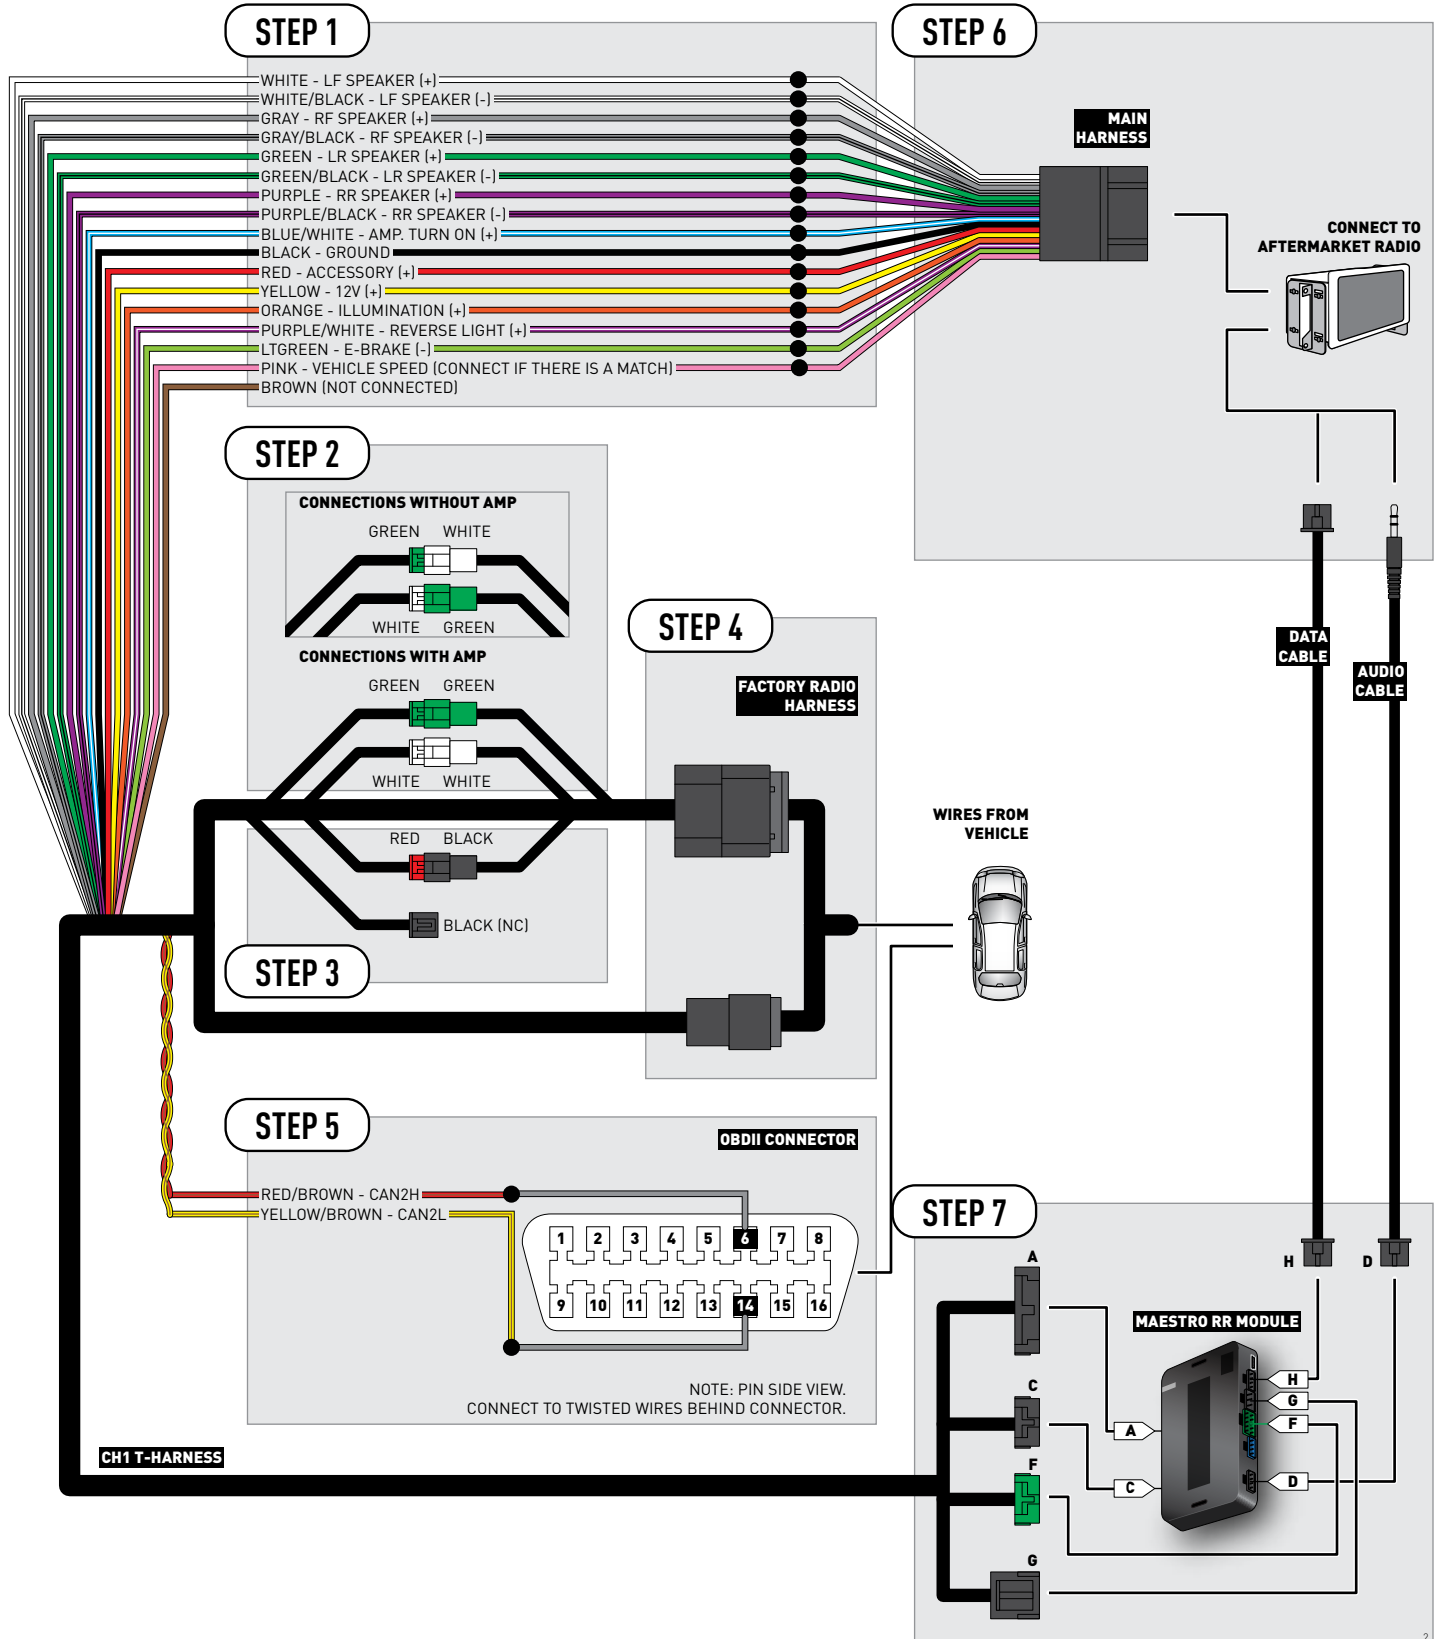 STEP 1
WHITE - LF SPEAKER (+)
WHITE/BLACK - LF SPEAKER (-)
GRAY - RF SPEAKER (+)
GRAY/BLACK - RF SPEAKER (-)
GREEN - LR SPEAKER (+)
GREEN/BLACK - LR SPEAKER (-)
PURPLE - RR SPEAKER (+)
PURPLE/BLACK - RR SPEAKER (-)
BLUE/WHITE - AMP. TURN ON (+)
BLACK - GROUND
RED - ACCESSORY (+)
YELLOW - 12V (+)
ORANGE - ILLUMINATION (+)
PURPLE/WHITE - REVERSE LIGHT (+)
LTGREEN - E-BRAKE (-)
PINK - VEHICLE SPEED (CONNECT IF THERE IS A MATCH)
BROWN (NOT CONNECTED)
STEP 6
MAIN
HARNESS
CONNECT TO
AFTERMARKET RADIO
DATA
CABLE
AUDIO
CABLE
STEP 2
CONNECTIONS WITHOUT AMP
GREEN WHITE
WHITE GREEN
CONNECTIONS WITH AMP
GREEN GREEN
WHITE WHITE
RED BLACK
BLACK (NC)
STEP 3
STEP 4
FACTORY RADIO
HARNESS
WIRES FROM
VEHICLE
STEP 5
OBDII CONNECTOR
RED/BROWN - CAN2H
YELLOW/BROWN - CAN2L
1 2 3 4 5 6 7 8
9 10 11 12 13 14 15 16
NOTE: PIN SIDE VIEW.
CONNECT TO TWISTED WIRES BEHIND CONNECTOR.
CH1 T-HARNESS
STEP 7
H D
A
C
F
G
MAESTRO RR MODULE
H
G
F
A
D
C
2